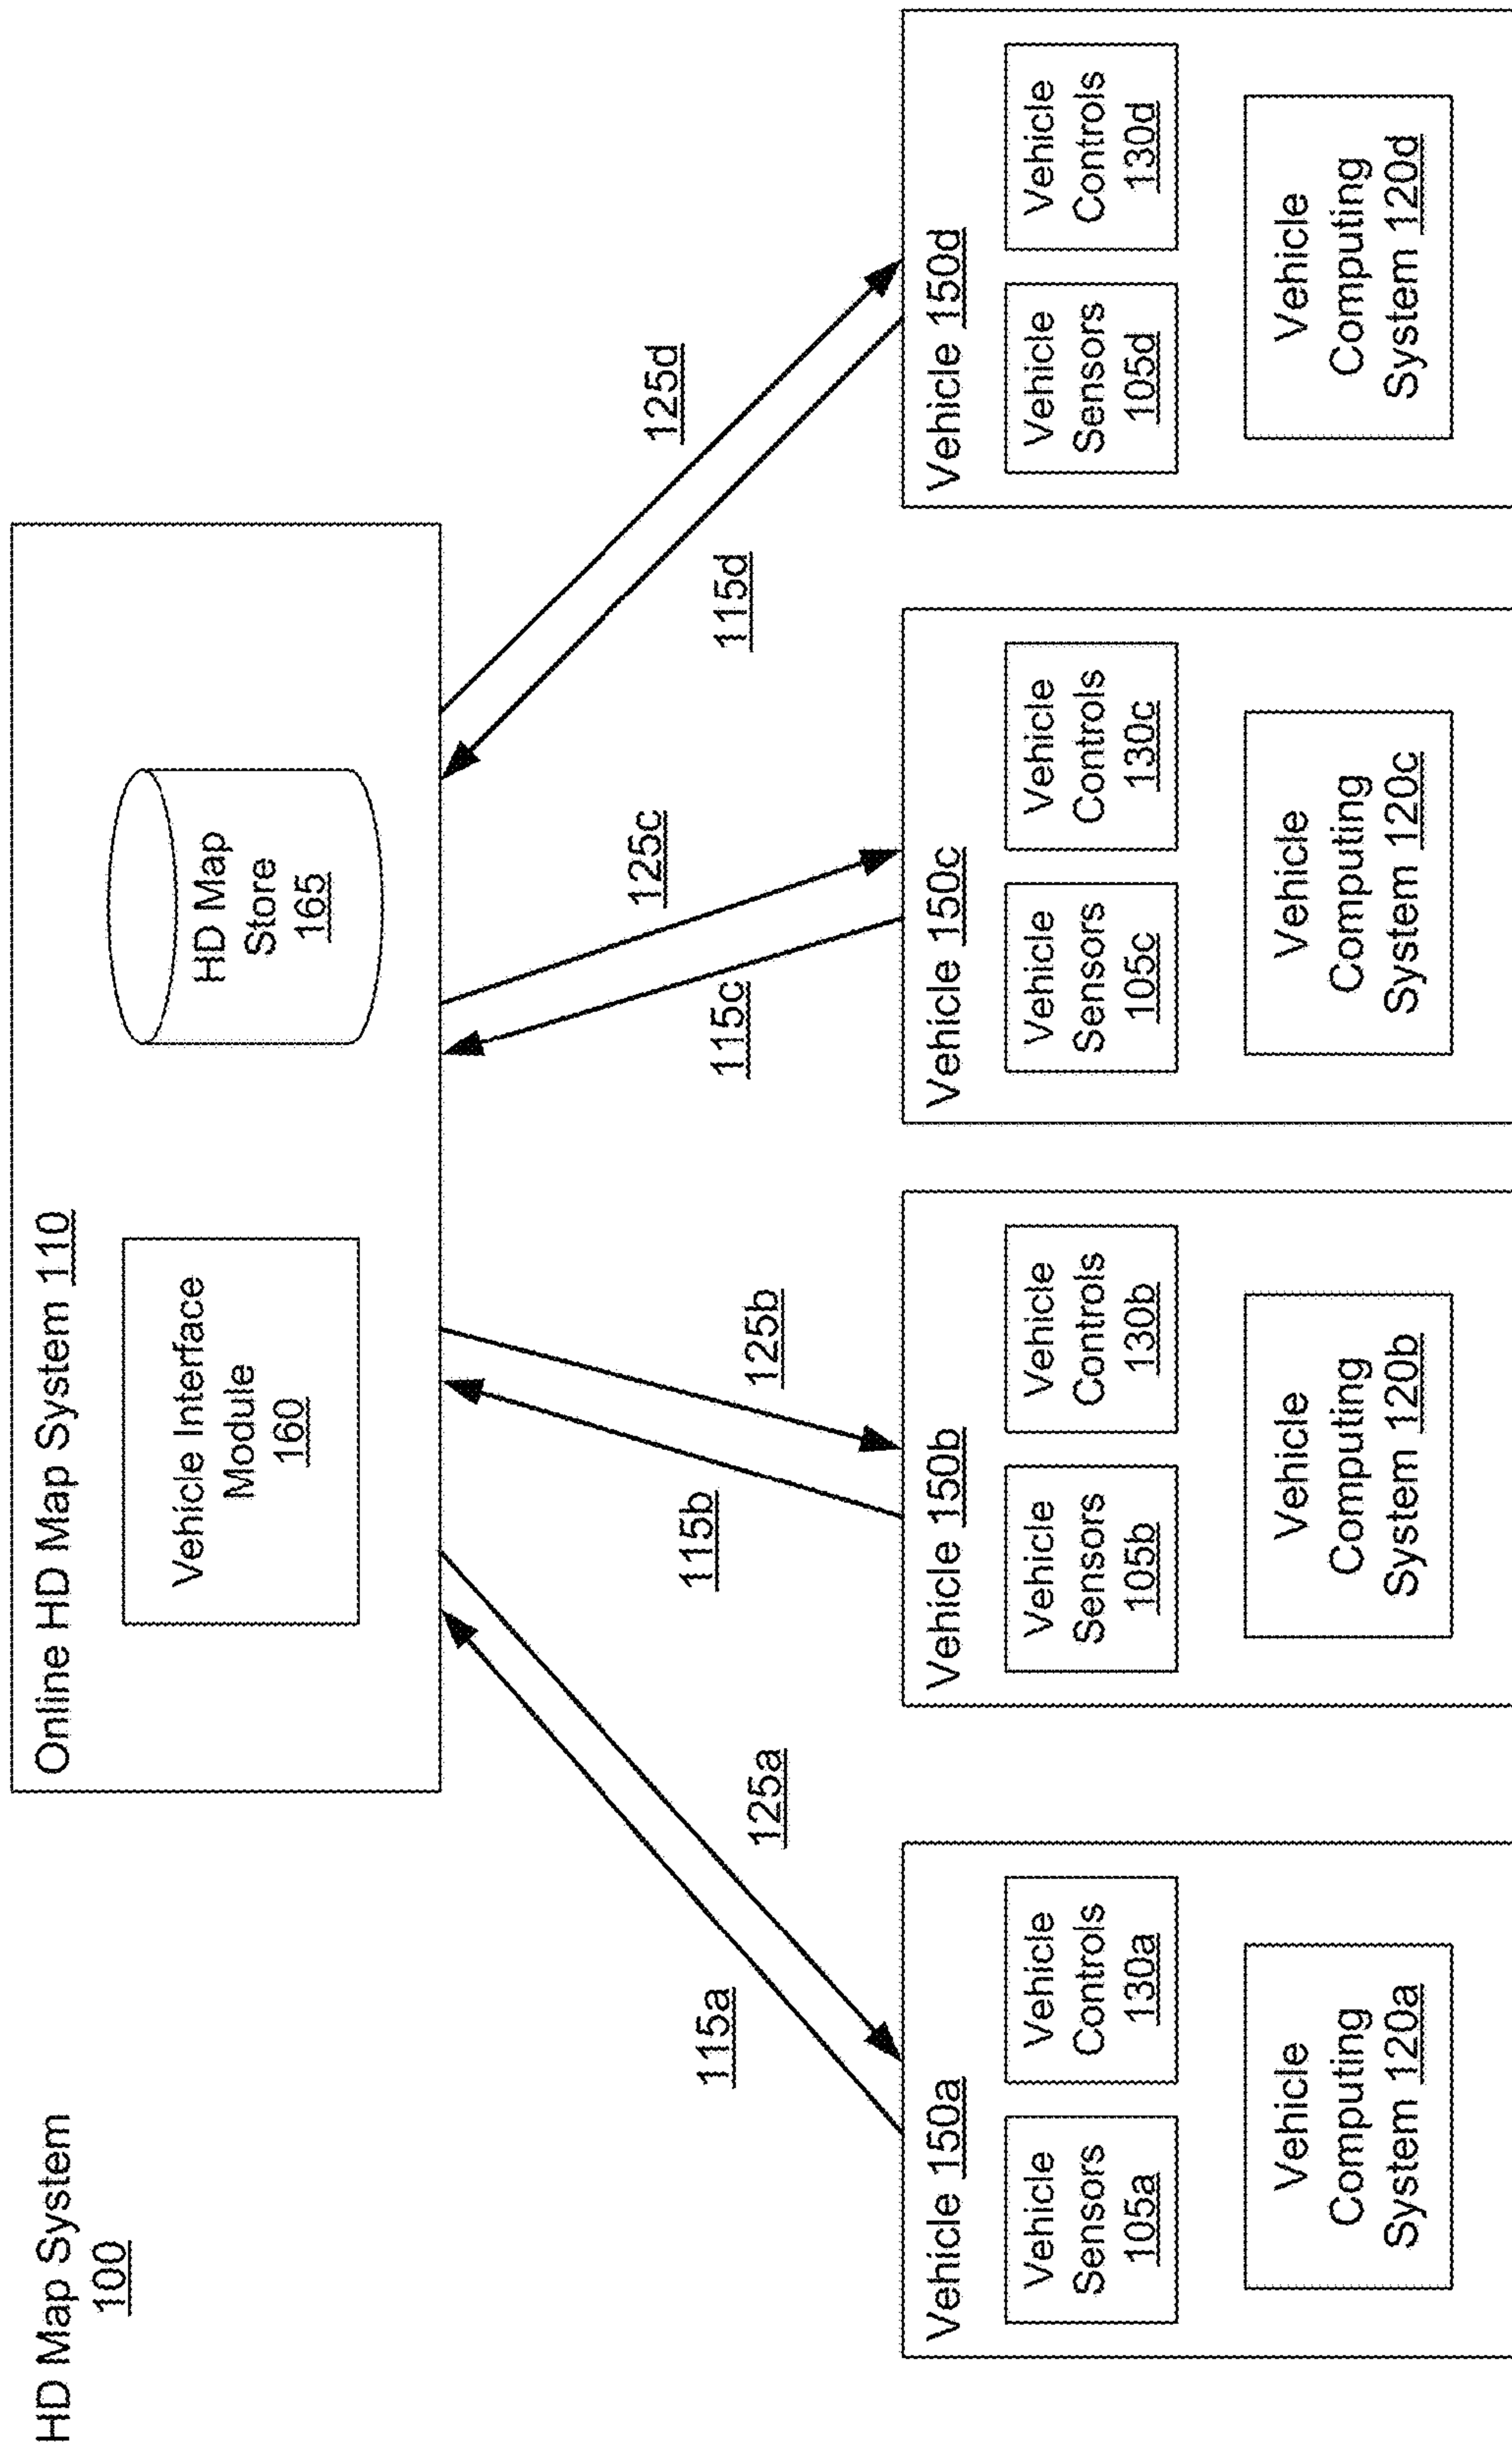 HD Map System
100
Online HD Map System 110
Vehicle Interface
Module
160
HD Map
Store
165
115a
125a
115b
125b
115c
125c
115d
125d
Vehicle 150a
Vehicle
Sensors
105a
Vehicle
Controls
130a
Vehicle
Computing
System 120a
Vehicle 150b
Vehicle
Sensors
105b
Vehicle
Controls
130b
Vehicle
Computing
System 120b
Vehicle 150c
Vehicle
Sensors
105c
Vehicle
Controls
130c
Vehicle
Computing
System 120c
Vehicle 150d
Vehicle
Sensors
105d
Vehicle
Controls
130d
Vehicle
Computing
System 120d